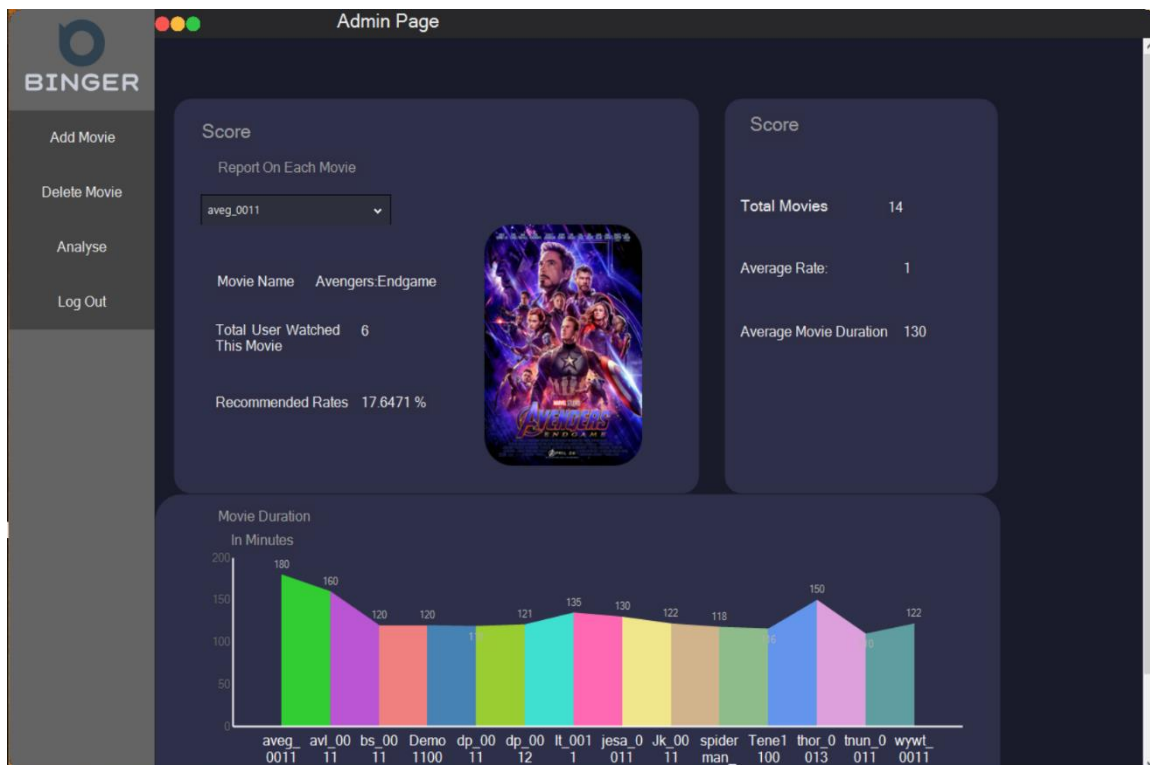 Admin Page
BINGER
Add Movie
Delete Movie
Analyse
Log Out
Score
Report On Each Movie
aveg_0011
Movie Name Avengers:Endgame
Total User Watched 6
This Movie
Recommended Rates 17.6471 %
AVENGERS
ENDGAME
APRIL 26
Score
Total Movies 14
Average Rate: 1
Average Movie Duration 130
Movie Duration
In Minutes
200
150
100
50
0
180 160 120 120 121 135 130 122 118 150 122
aveg_ avl_00 bs_00 Demo dp_00 dp_00 lt_001 jesa_0 Jk_00 spider Tene1 thor_0 tnun_0 wywt_
0011 11 11 1100 11 12 1 011 11 man_ 100 013 011 0011